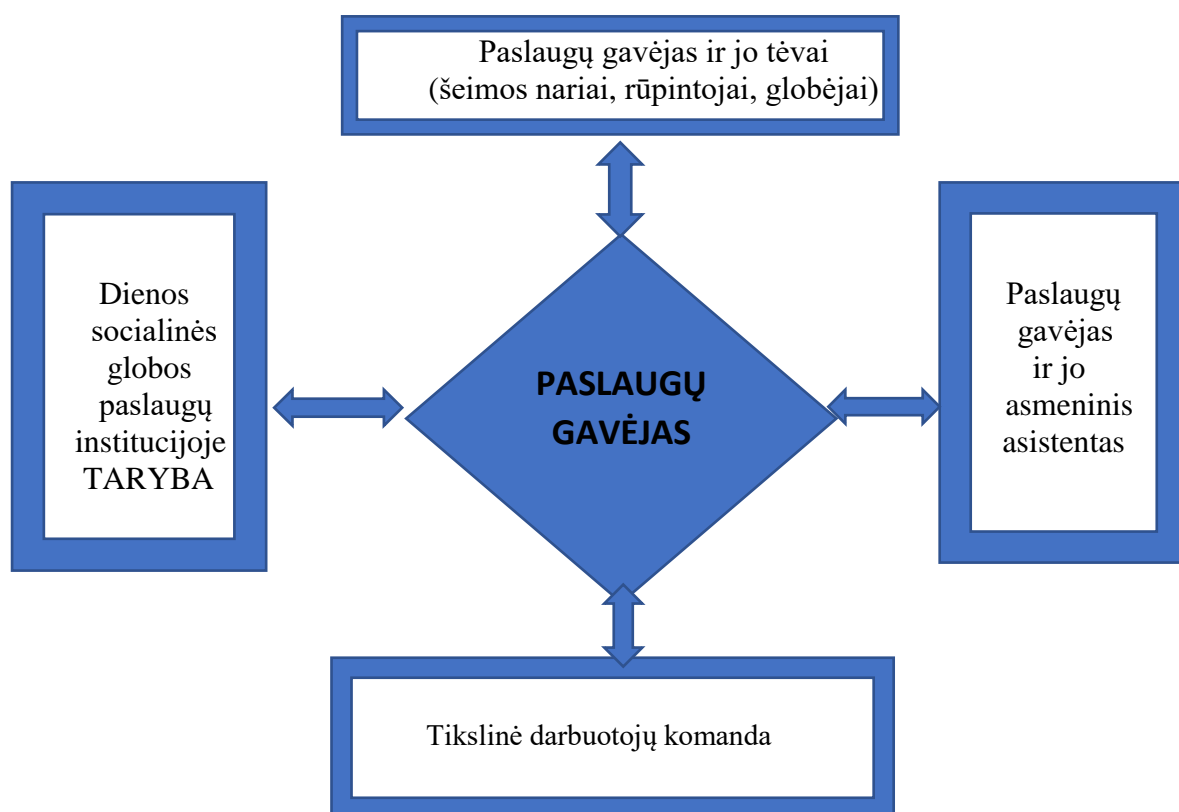 Paslaugų gavėjas ir jo tėvai
(šeimos nariai, rūpintojai, globėjai)
Dienos
socialinės
globos
paslaugų
institucijoje
TARYBA
PASLAUGŲ
GAVĖJAS
Paslaugų
gavėjas
ir jo
asmeninis
asistentas
Tikslinė darbuotojų komanda